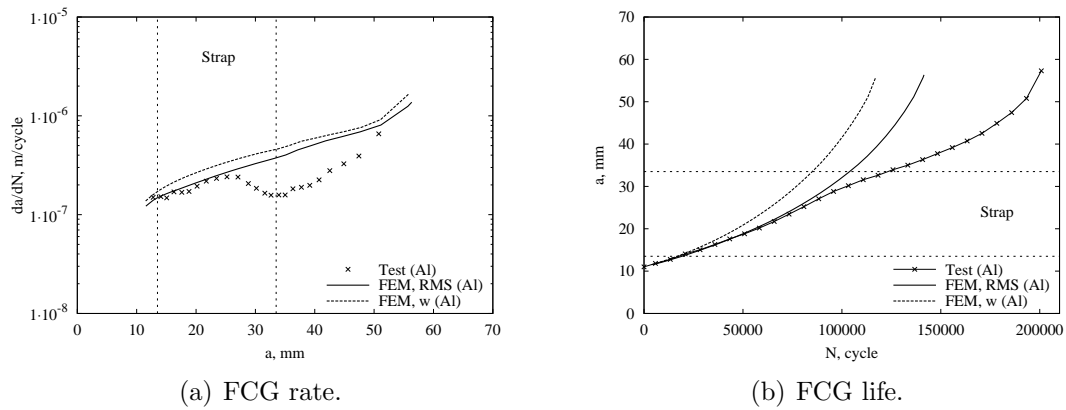 1·10^-5
1·10^-6
1·10^-7
1·10^-8
da/dN, m/cycle
Strap
Test (Al)
FEM, RMS (Al)
FEM, w (Al)
0 10 20 30 40 50 60 70
a, mm
(a) FCG rate.
70
60
50
40
30
20
10
0
a, mm
Strap
Test (Al)
FEM, RMS (Al)
FEM, w (Al)
0 50000 100000 150000 200000
N, cycle
(b) FCG life.